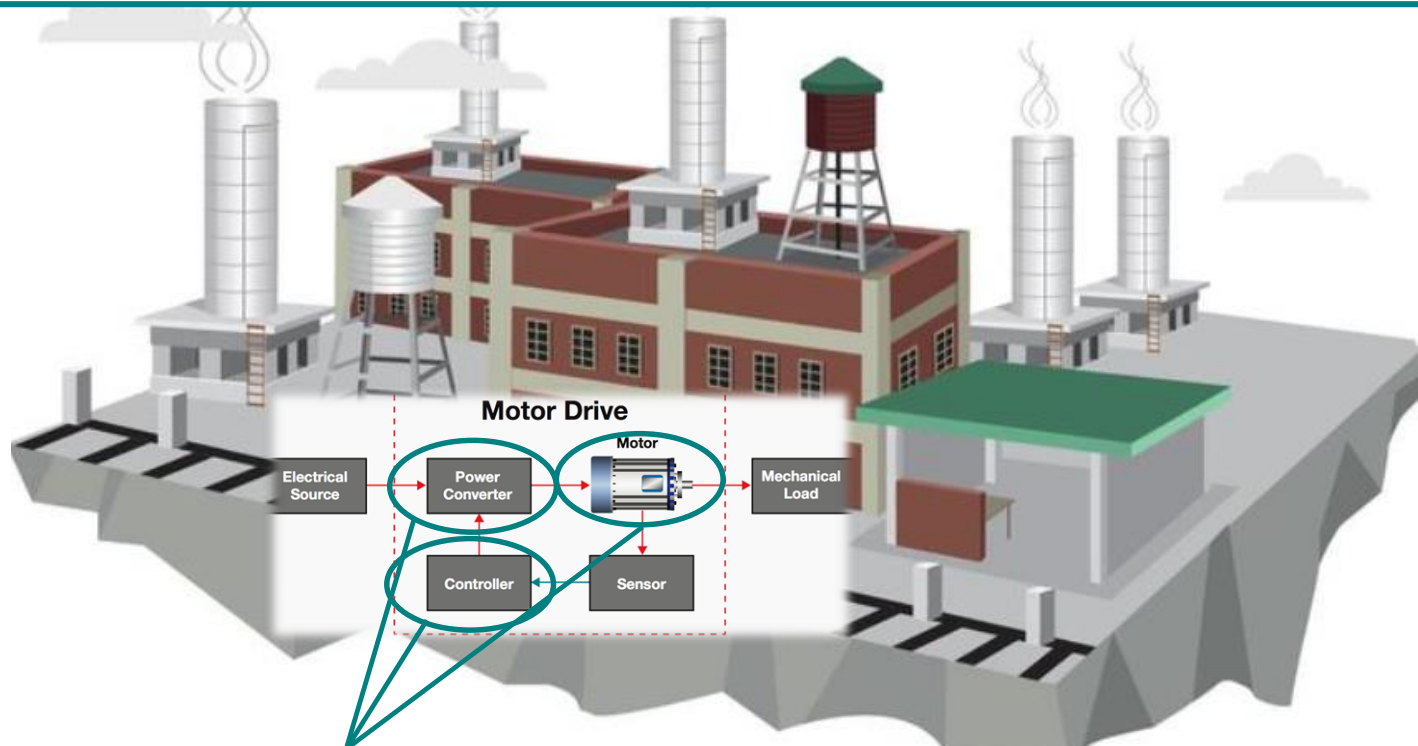 Motor Drive
Motor
Electrical
Source
Power
Converter
Mechanical
Load
Controller
Sensor